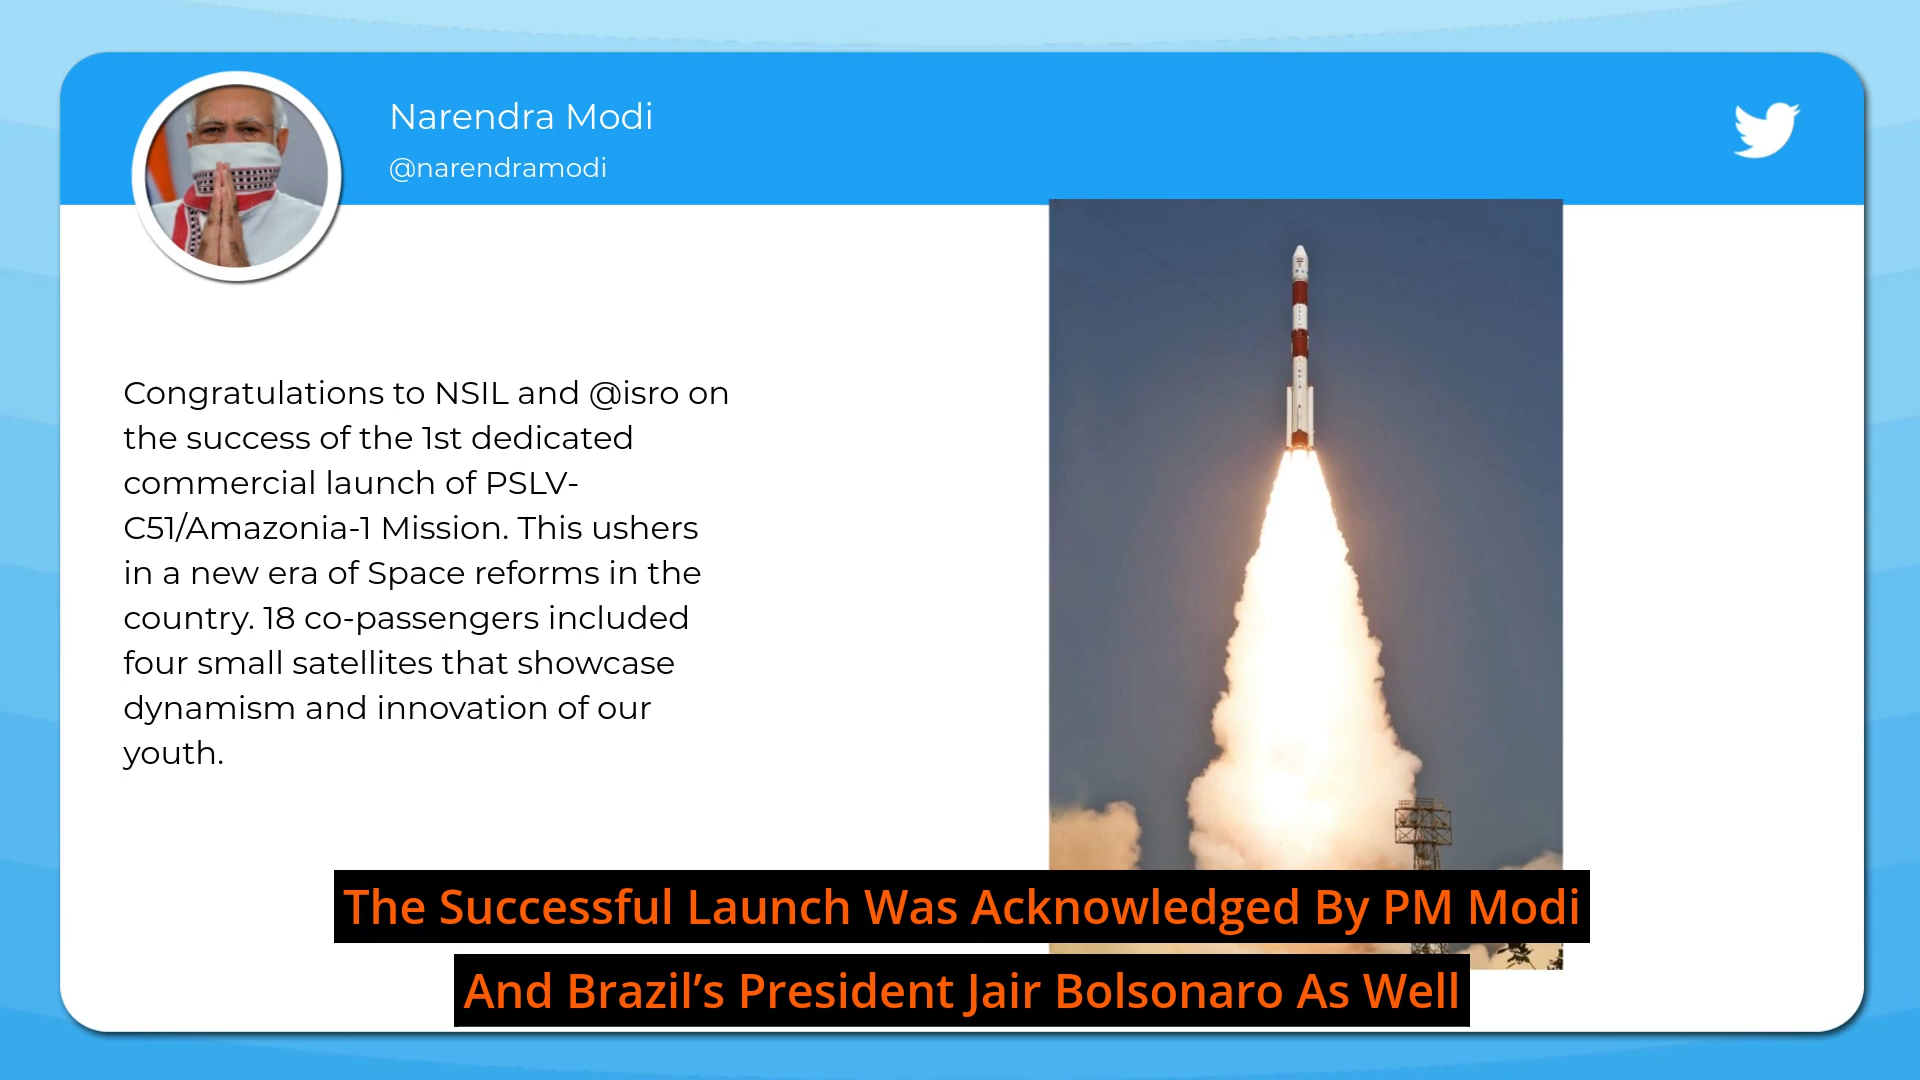 Narendra Modi
@narendramodi
Congratulations to NSIL and @isro on
the success of the 1st dedicated
commercial launch of PSLV-
C51/Amazonia-1 Mission. This ushers
in a new era of Space reforms in the
country. 18 co-passengers included
four small satellites that showcase
dynamism and innovation of our
youth.
The Successful Launch Was Acknowledged By PM Modi
And Brazil’s President Jair Bolsonaro As Well